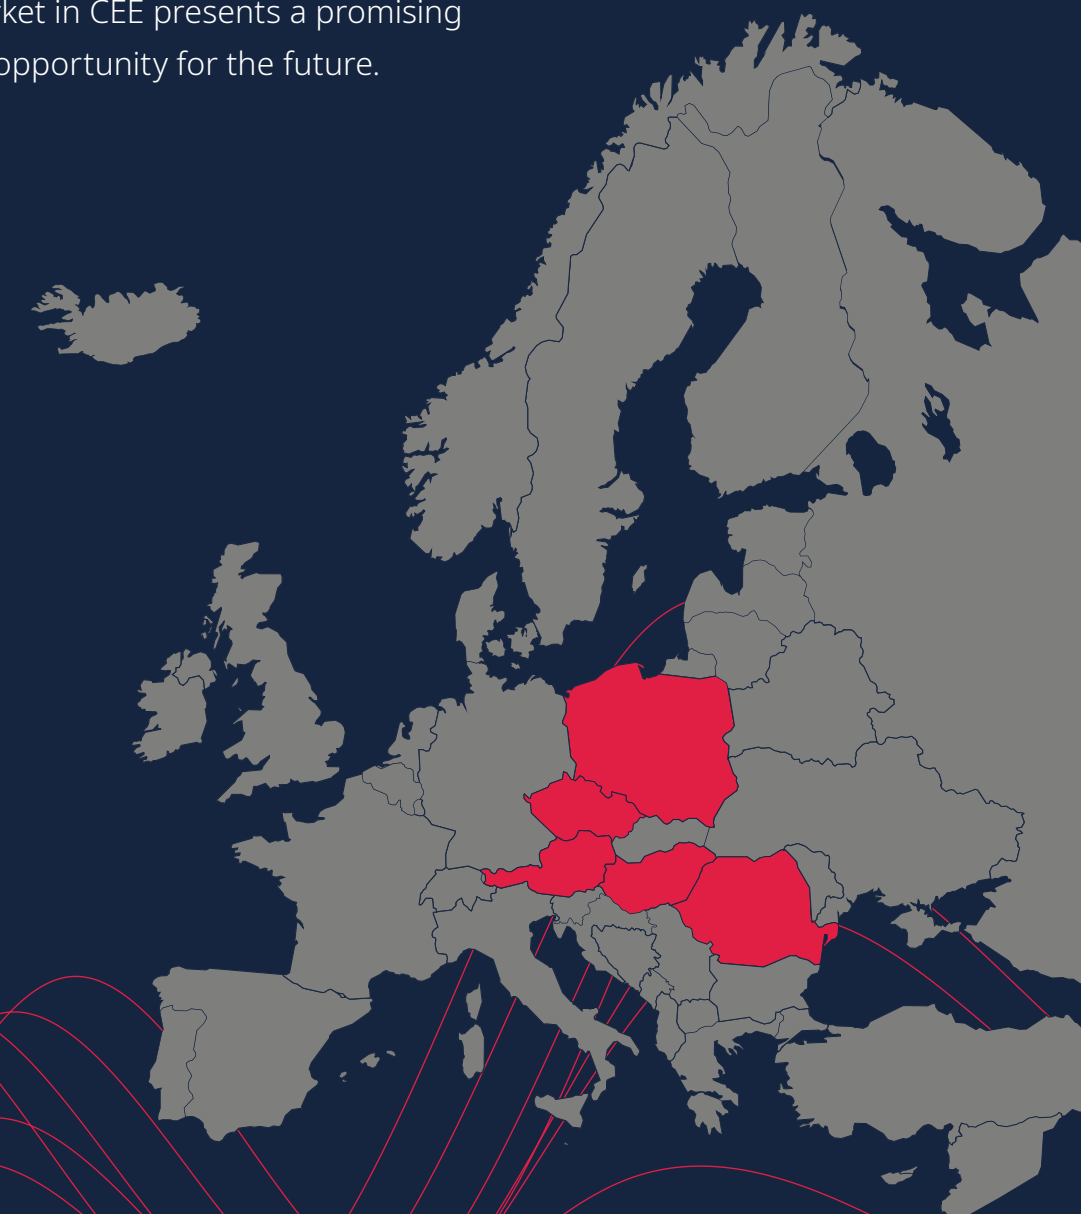 ket in CEE presents a promising
opportunity for the future.